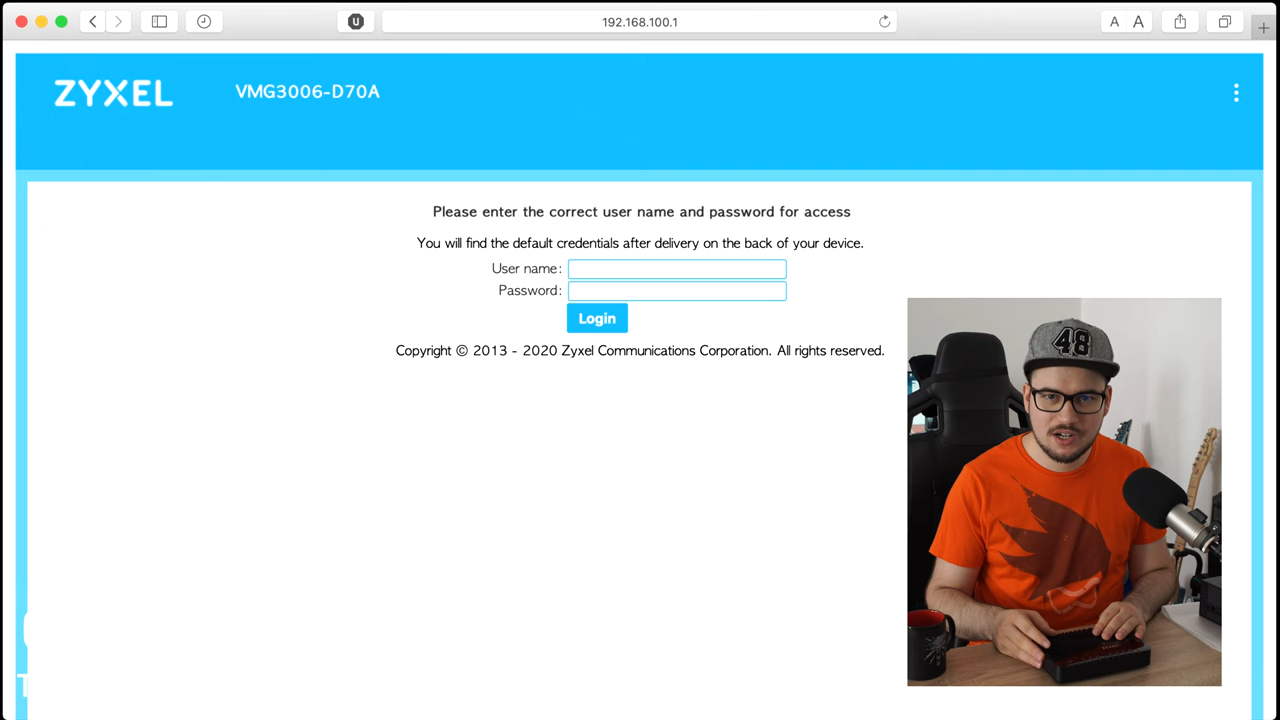 192.168.100.1
A A
ZYXEL
VMG3006-D70A
Please enter the correct user name and password for access
You will find the default credentials after delivery on the back of your device.
User name:
Password:
Login
Copyright © 2013 - 2020 Zyxel Communications Corporation. All rights reserved.
48
ZYXEL